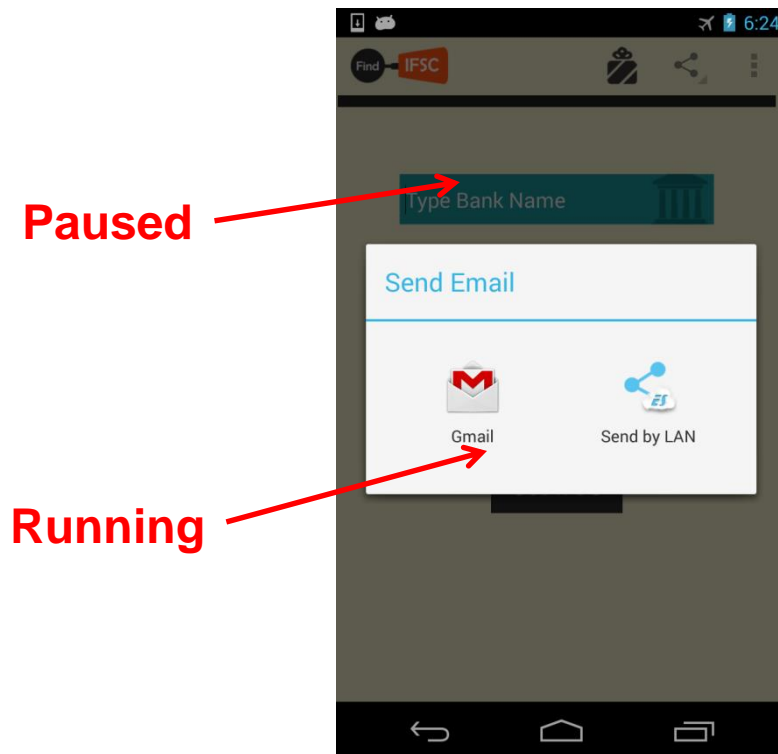 6:24
Find IFSC
Paused
Type Bank Name
Send Email
ES
Gmail Send by LAN
Running